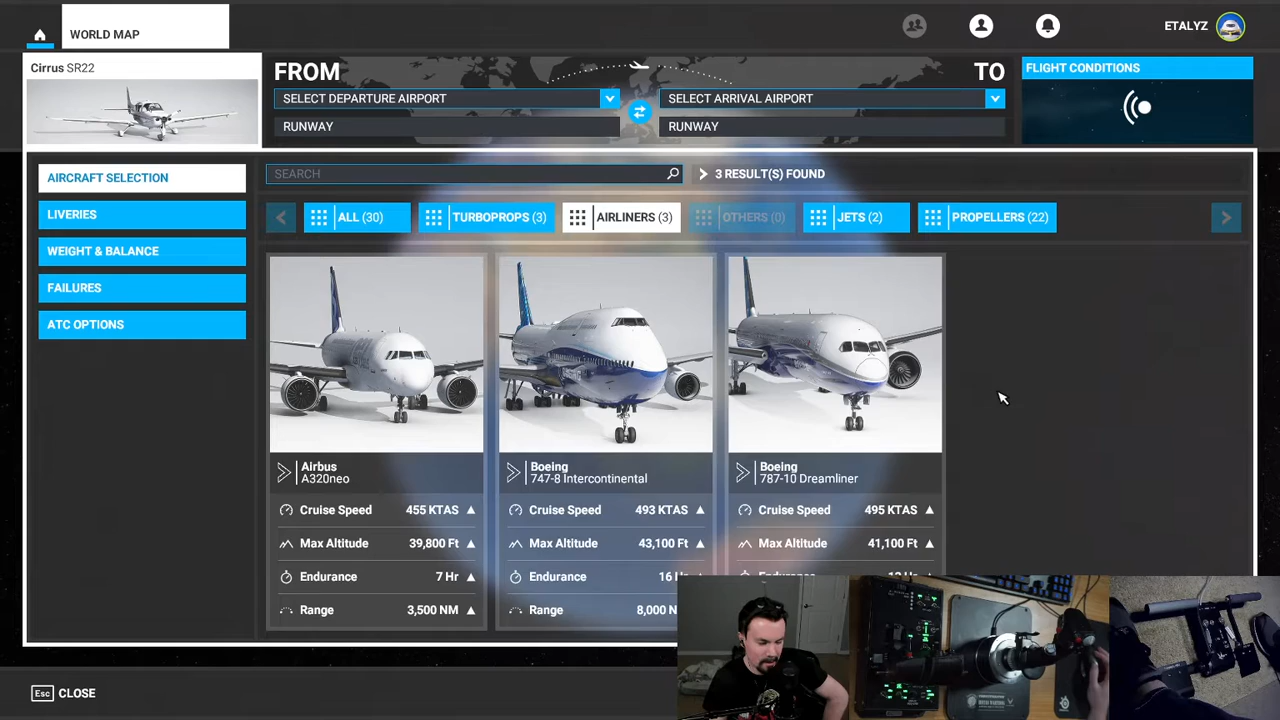 WORLD MAP
ETALYZ
Cirrus SR22
FROM
TO
SELECT DEPARTURE AIRPORT
SELECT ARRIVAL AIRPORT
RUNWAY
RUNWAY
FLIGHT CONDITIONS
AIRCRAFT SELECTION
LIVERIES
WEIGHT & BALANCE
FAILURES
ATC OPTIONS
SEARCH
3 RESULT(S) FOUND
ALL (30)
TURBOPROPS (3)
AIRLINERS (3)
OTHERS (0)
JETS (2)
PROPELLERS (22)
Airbus
A320neo
Cruise Speed 455 KTAS
Max Altitude 39,800 Ft
Endurance 7 Hr
Range 3,500 NM
Boeing
747-8 Intercontinental
Cruise Speed 493 KTAS
Max Altitude 43,100 Ft
Endurance 16 Hr
Range 8,000
Boeing
787-10 Dreamliner
Cruise Speed 495 KTAS
Max Altitude 41,100 Ft
Esc CLOSE